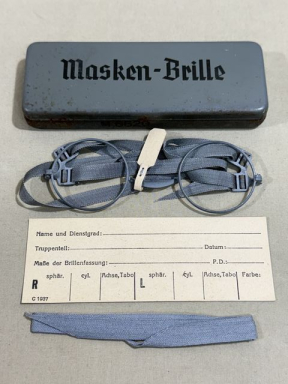 Masken-Brille
Name und Dienstgrad:
Truppenteil: Datum:
Maße der Brillenfassung: P.D.:
R sphär. cyl. Achse,Tabo L sphär. cyl. Achse,Tabo Farbe:
C 1937